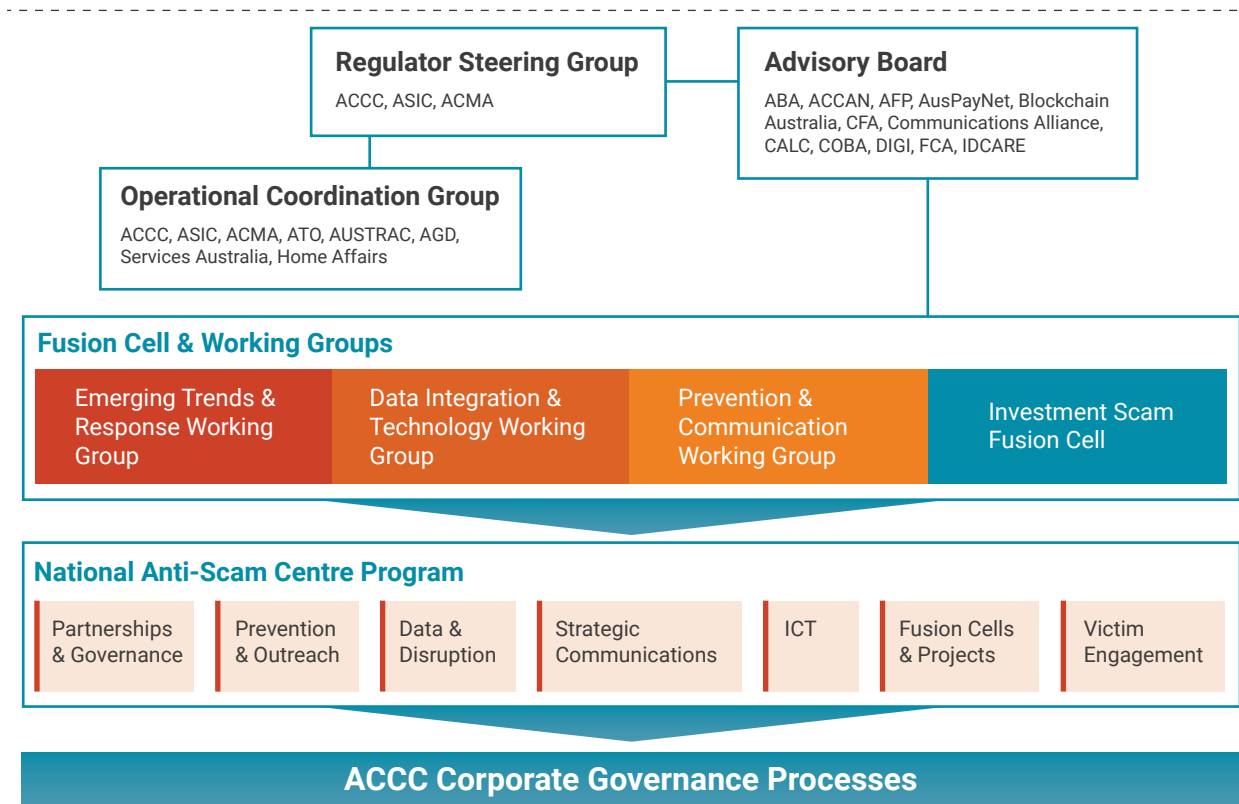 Regulator Steering Group
ACCC, ASIC, ACMA
Advisory Board
ABA, ACCAN, AFP, AusPayNet, Blockchain
Australia, CFA, Communications Alliance,
CALC, COBA, DIGI, FCA, IDCARE
Operational Coordination Group
ACCC, ASIC, ACMA, ATO, AUSTRAC, AGD,
Services Australia, Home Affairs
Fusion Cell & Working Groups
Emerging Trends &
Response Working
Group
Data Integration &
Technology Working
Group
Prevention &
Communication
Working Group
Investment Scam
Fusion Cell
National Anti-Scam Centre Program
Partnerships
& Governance
Prevention
& Outreach
Data &
Disruption
Strategic
Communications
ICT
Fusion Cells
& Projects
Victim
Engagement
ACCC Corporate Governance Processes